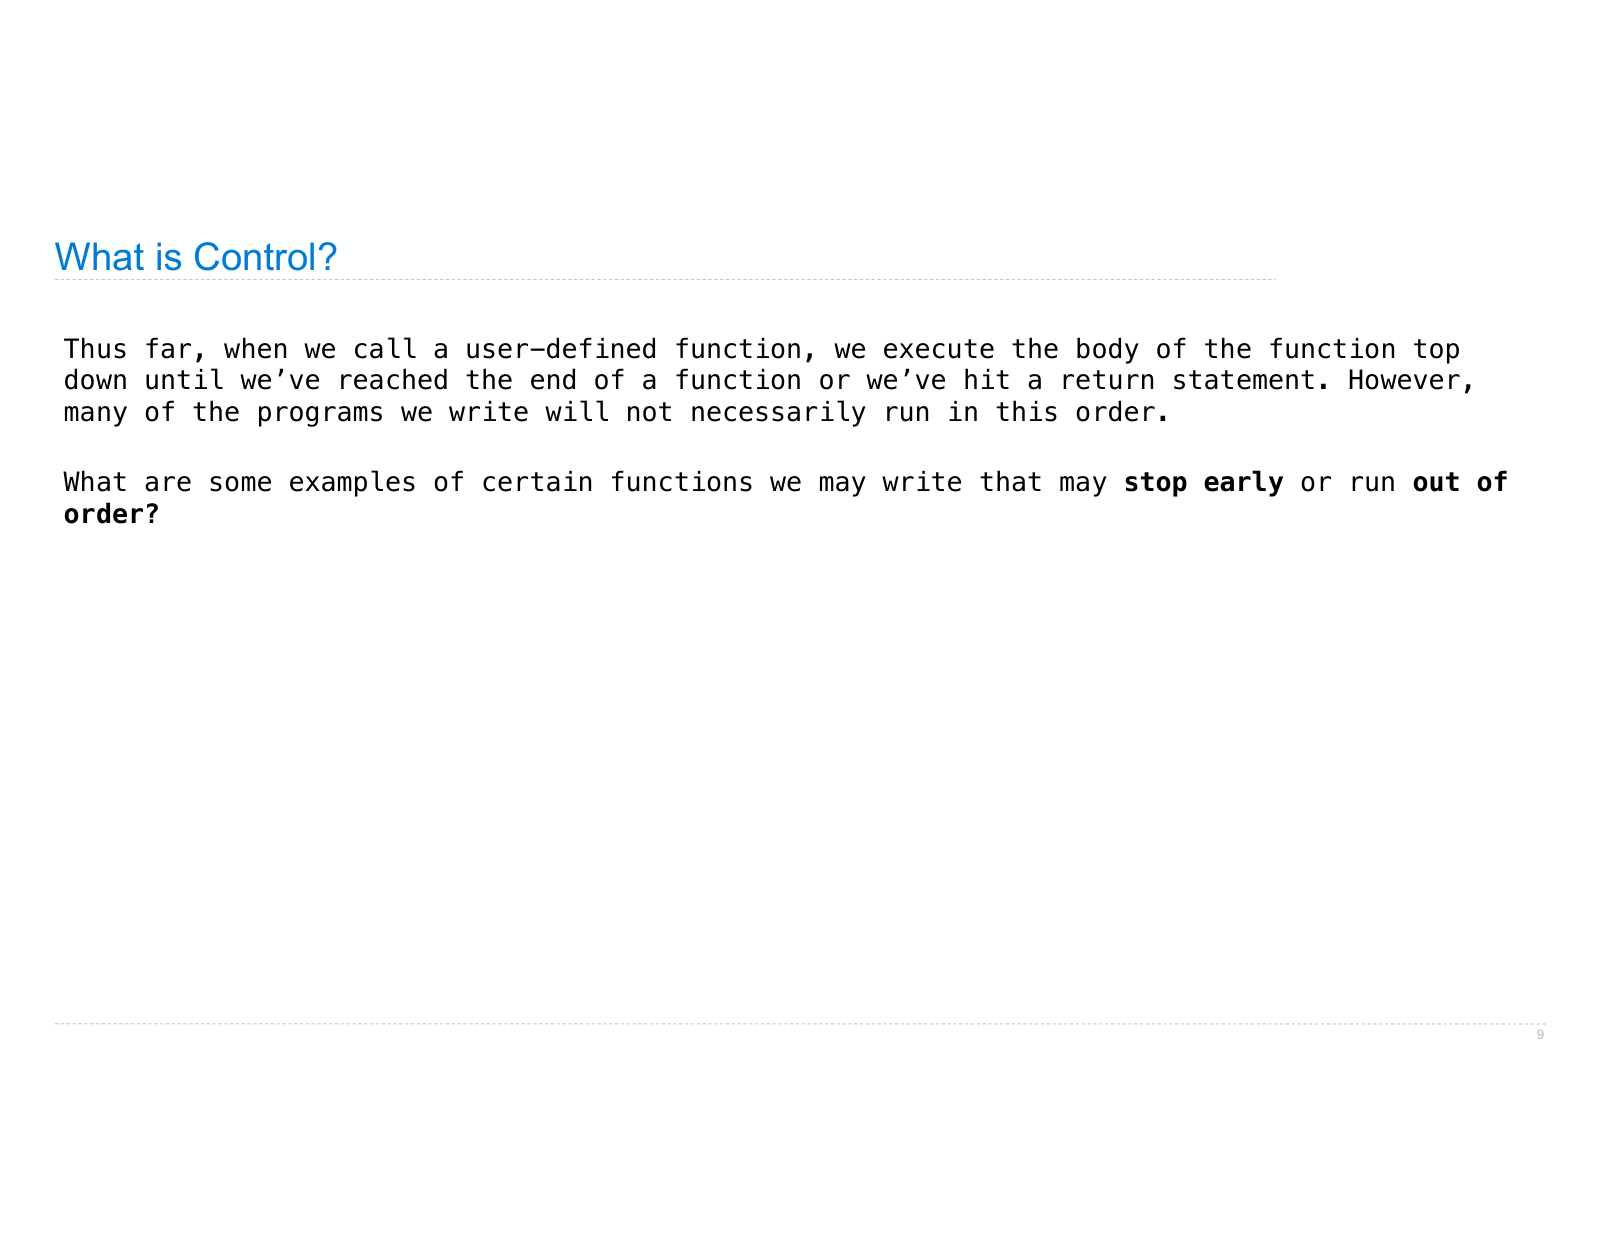 What is Control?
Thus far, when we call a user-defined function, we execute the body of the function top
down until we’ve reached the end of a function or we’ve hit a return statement. However,
many of the programs we write will not necessarily run in this order.
What are some examples of certain functions we may write that may stop early or run out of
order?
9